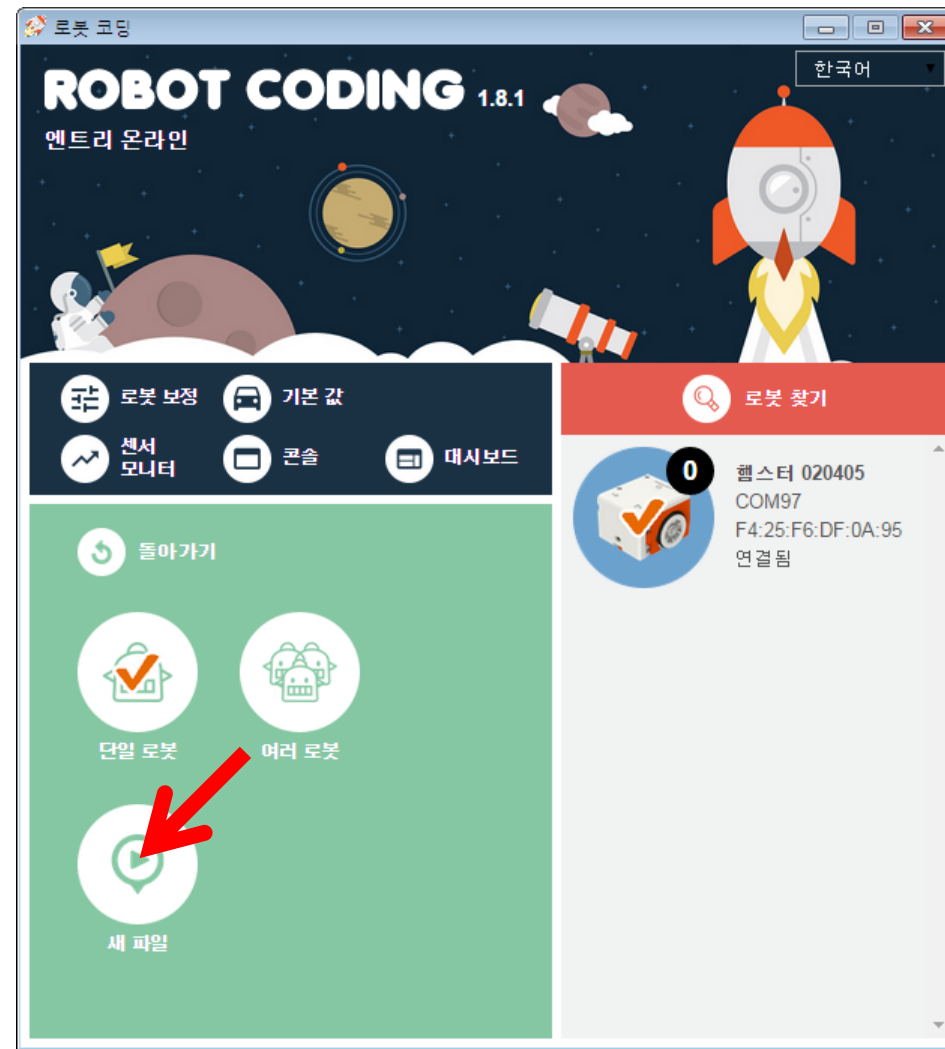 로봇 코딩
한국어
ROBOT CODING 1.8.1
엔트리 온라인
로봇 보정
기본 값
센서
모니터
콘솔
대시보드
로봇 찾기
0
햄스터 020405
COM97
F4:25:F6:DF:0A:95
연결됨
돌아가기
단일 로봇
여러 로봇
새 파일